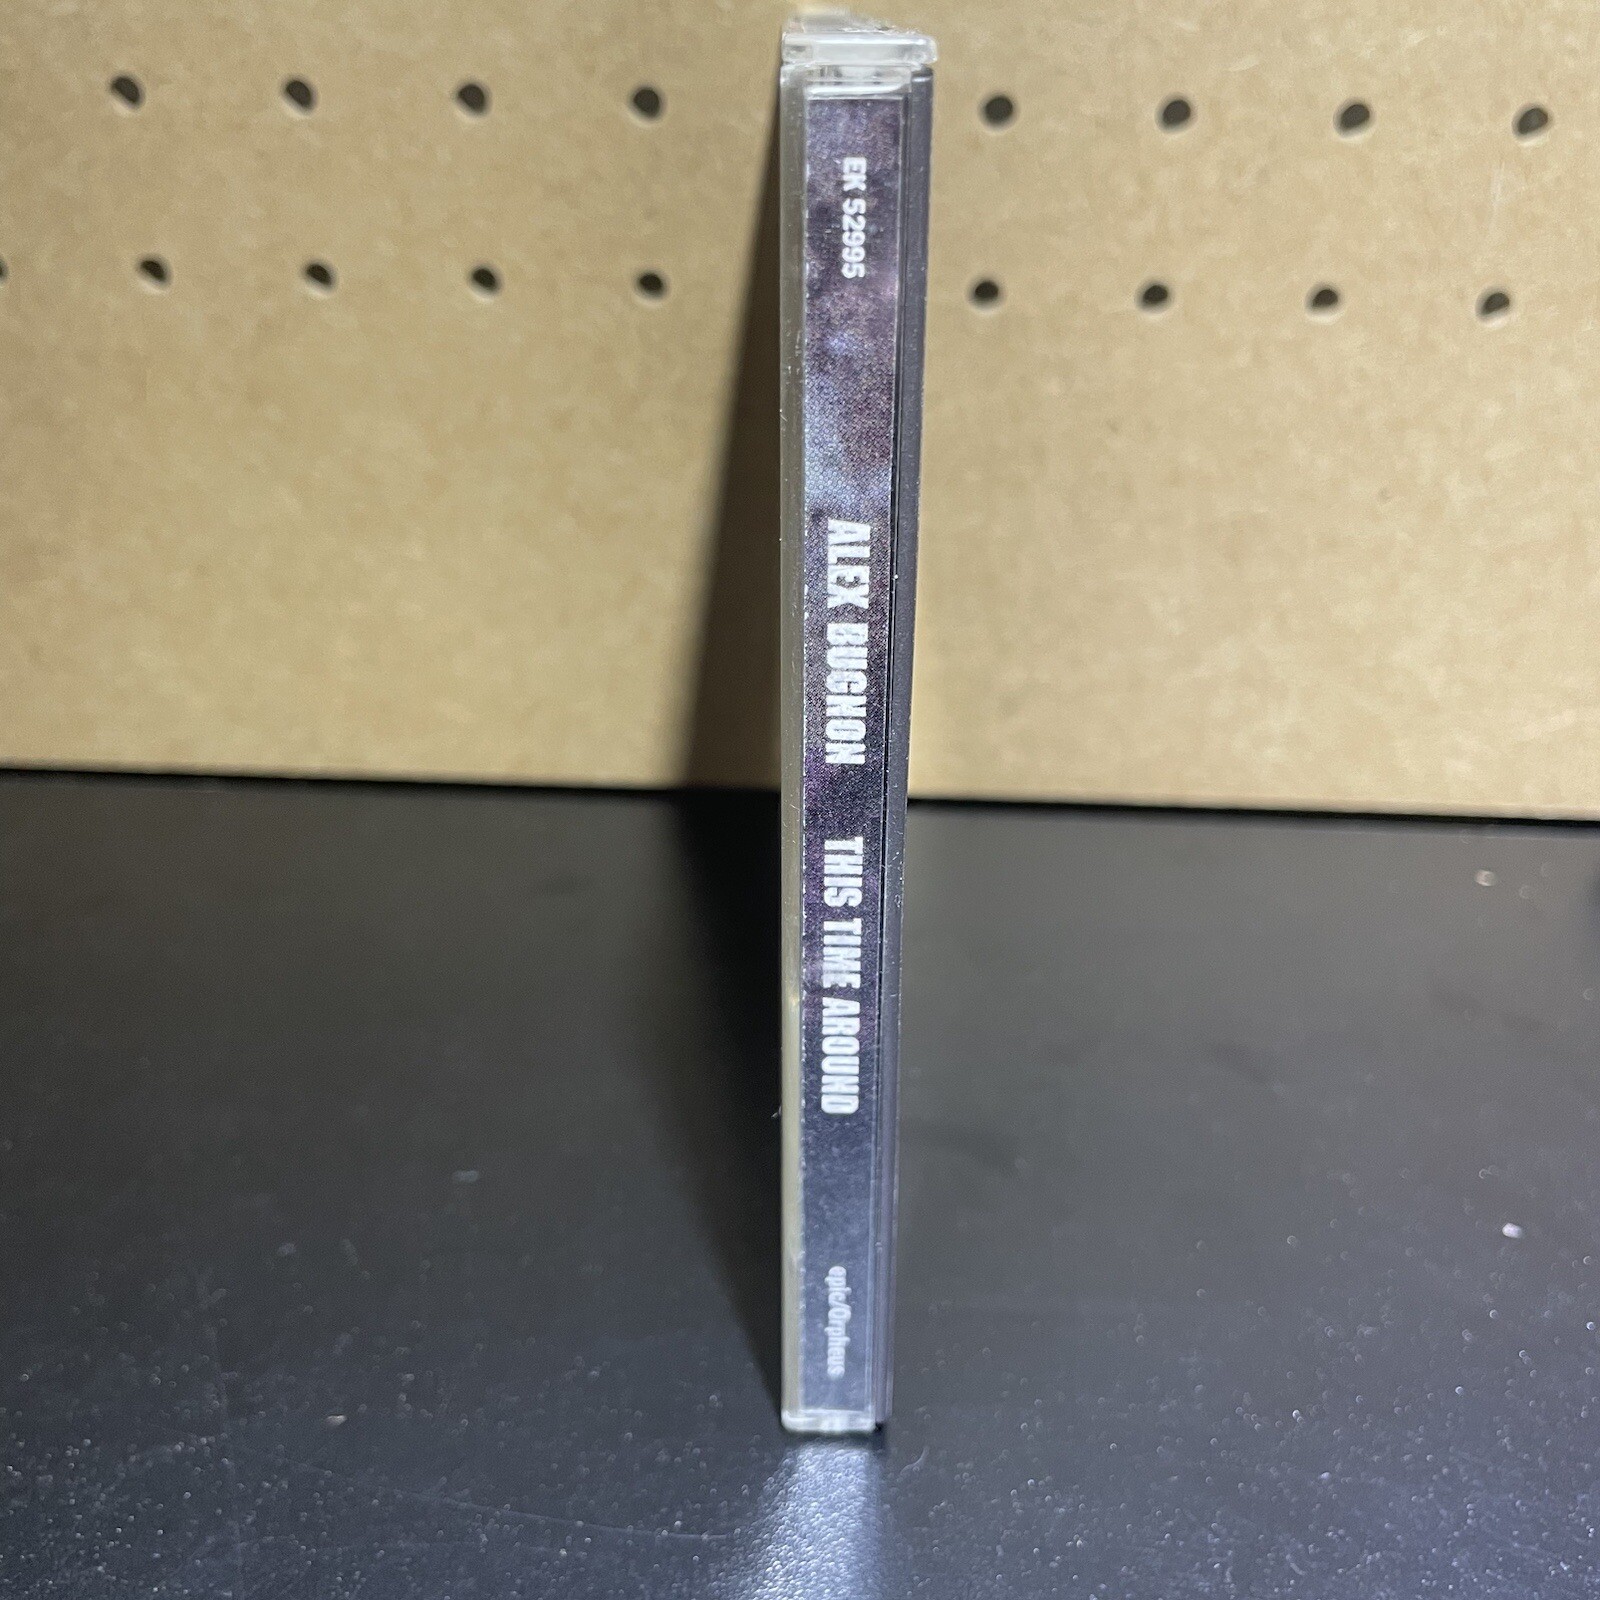 EK 52995
ALEX BUGNON
THIS TIME AROUND
epic/Orpheus